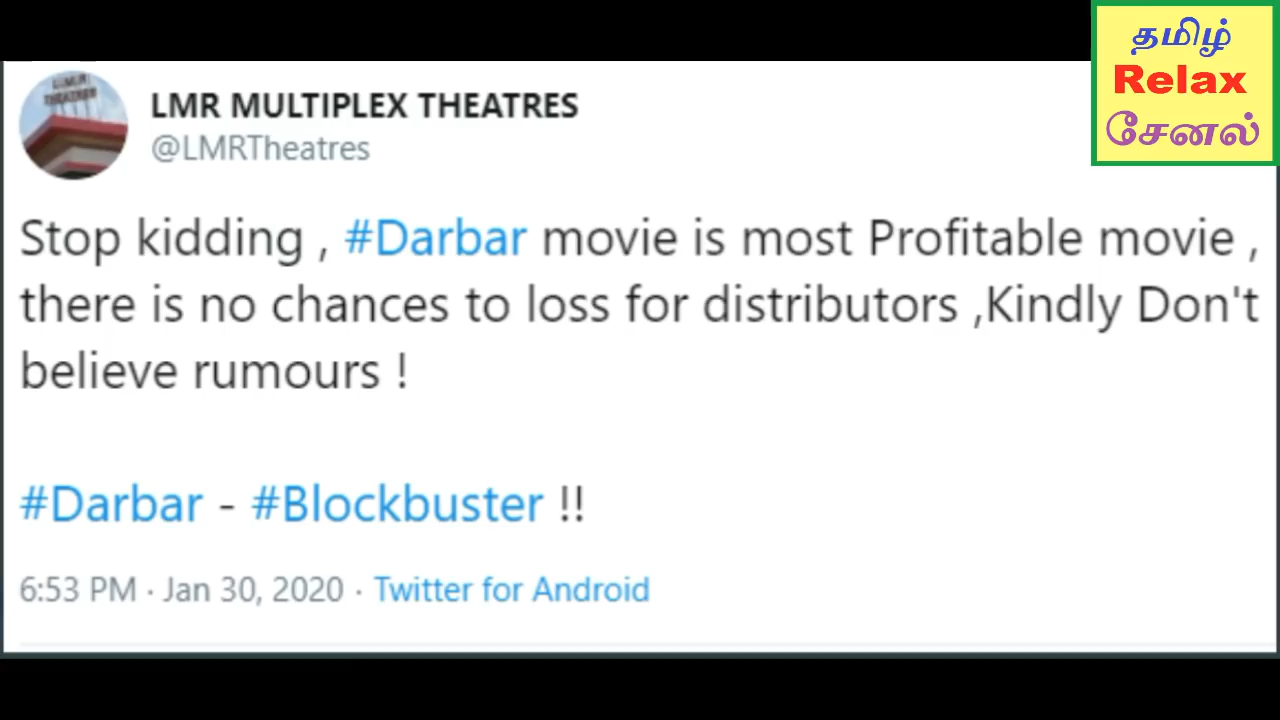 தமிழ்
Relax
சேனல்
LMR MULTIPLEX THEATRES
@LMRTheatres
Stop kidding , #Darbar movie is most Profitable movie ,
there is no chances to loss for distributors ,Kindly Don't
believe rumours !
#Darbar - #Blockbuster !!
6:53 PM · Jan 30, 2020 · Twitter for Android